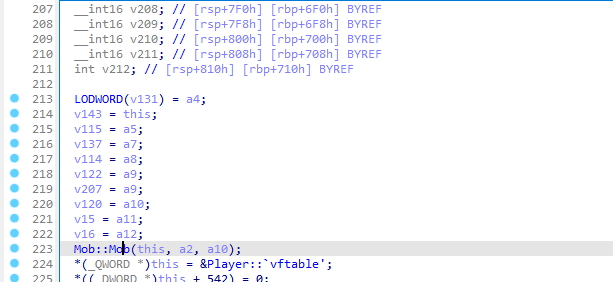 207 __int16 v208; // [rsp+7F0h] [rbp+6F0h] BYREF
208 __int16 v209; // [rsp+7F8h] [rbp+6F8h] BYREF
209 __int16 v210; // [rsp+800h] [rbp+700h] BYREF
210 __int16 v211; // [rsp+808h] [rbp+708h] BYREF
211 int v212; // [rsp+810h] [rbp+710h] BYREF
212
213 LODWORD(v131) = a4;
214 v143 = this;
215 v115 = a5;
216 v137 = a7;
217 v114 = a8;
218 v122 = a9;
219 v207 = a9;
220 v120 = a10;
221 v15 = a11;
222 v16 = a12;
223 Mob::Mob(this, a2, a10);
224 *(_QWORD *)this = &Player::`vftable';
225 *((_DWORD *)this + 542) = 0;